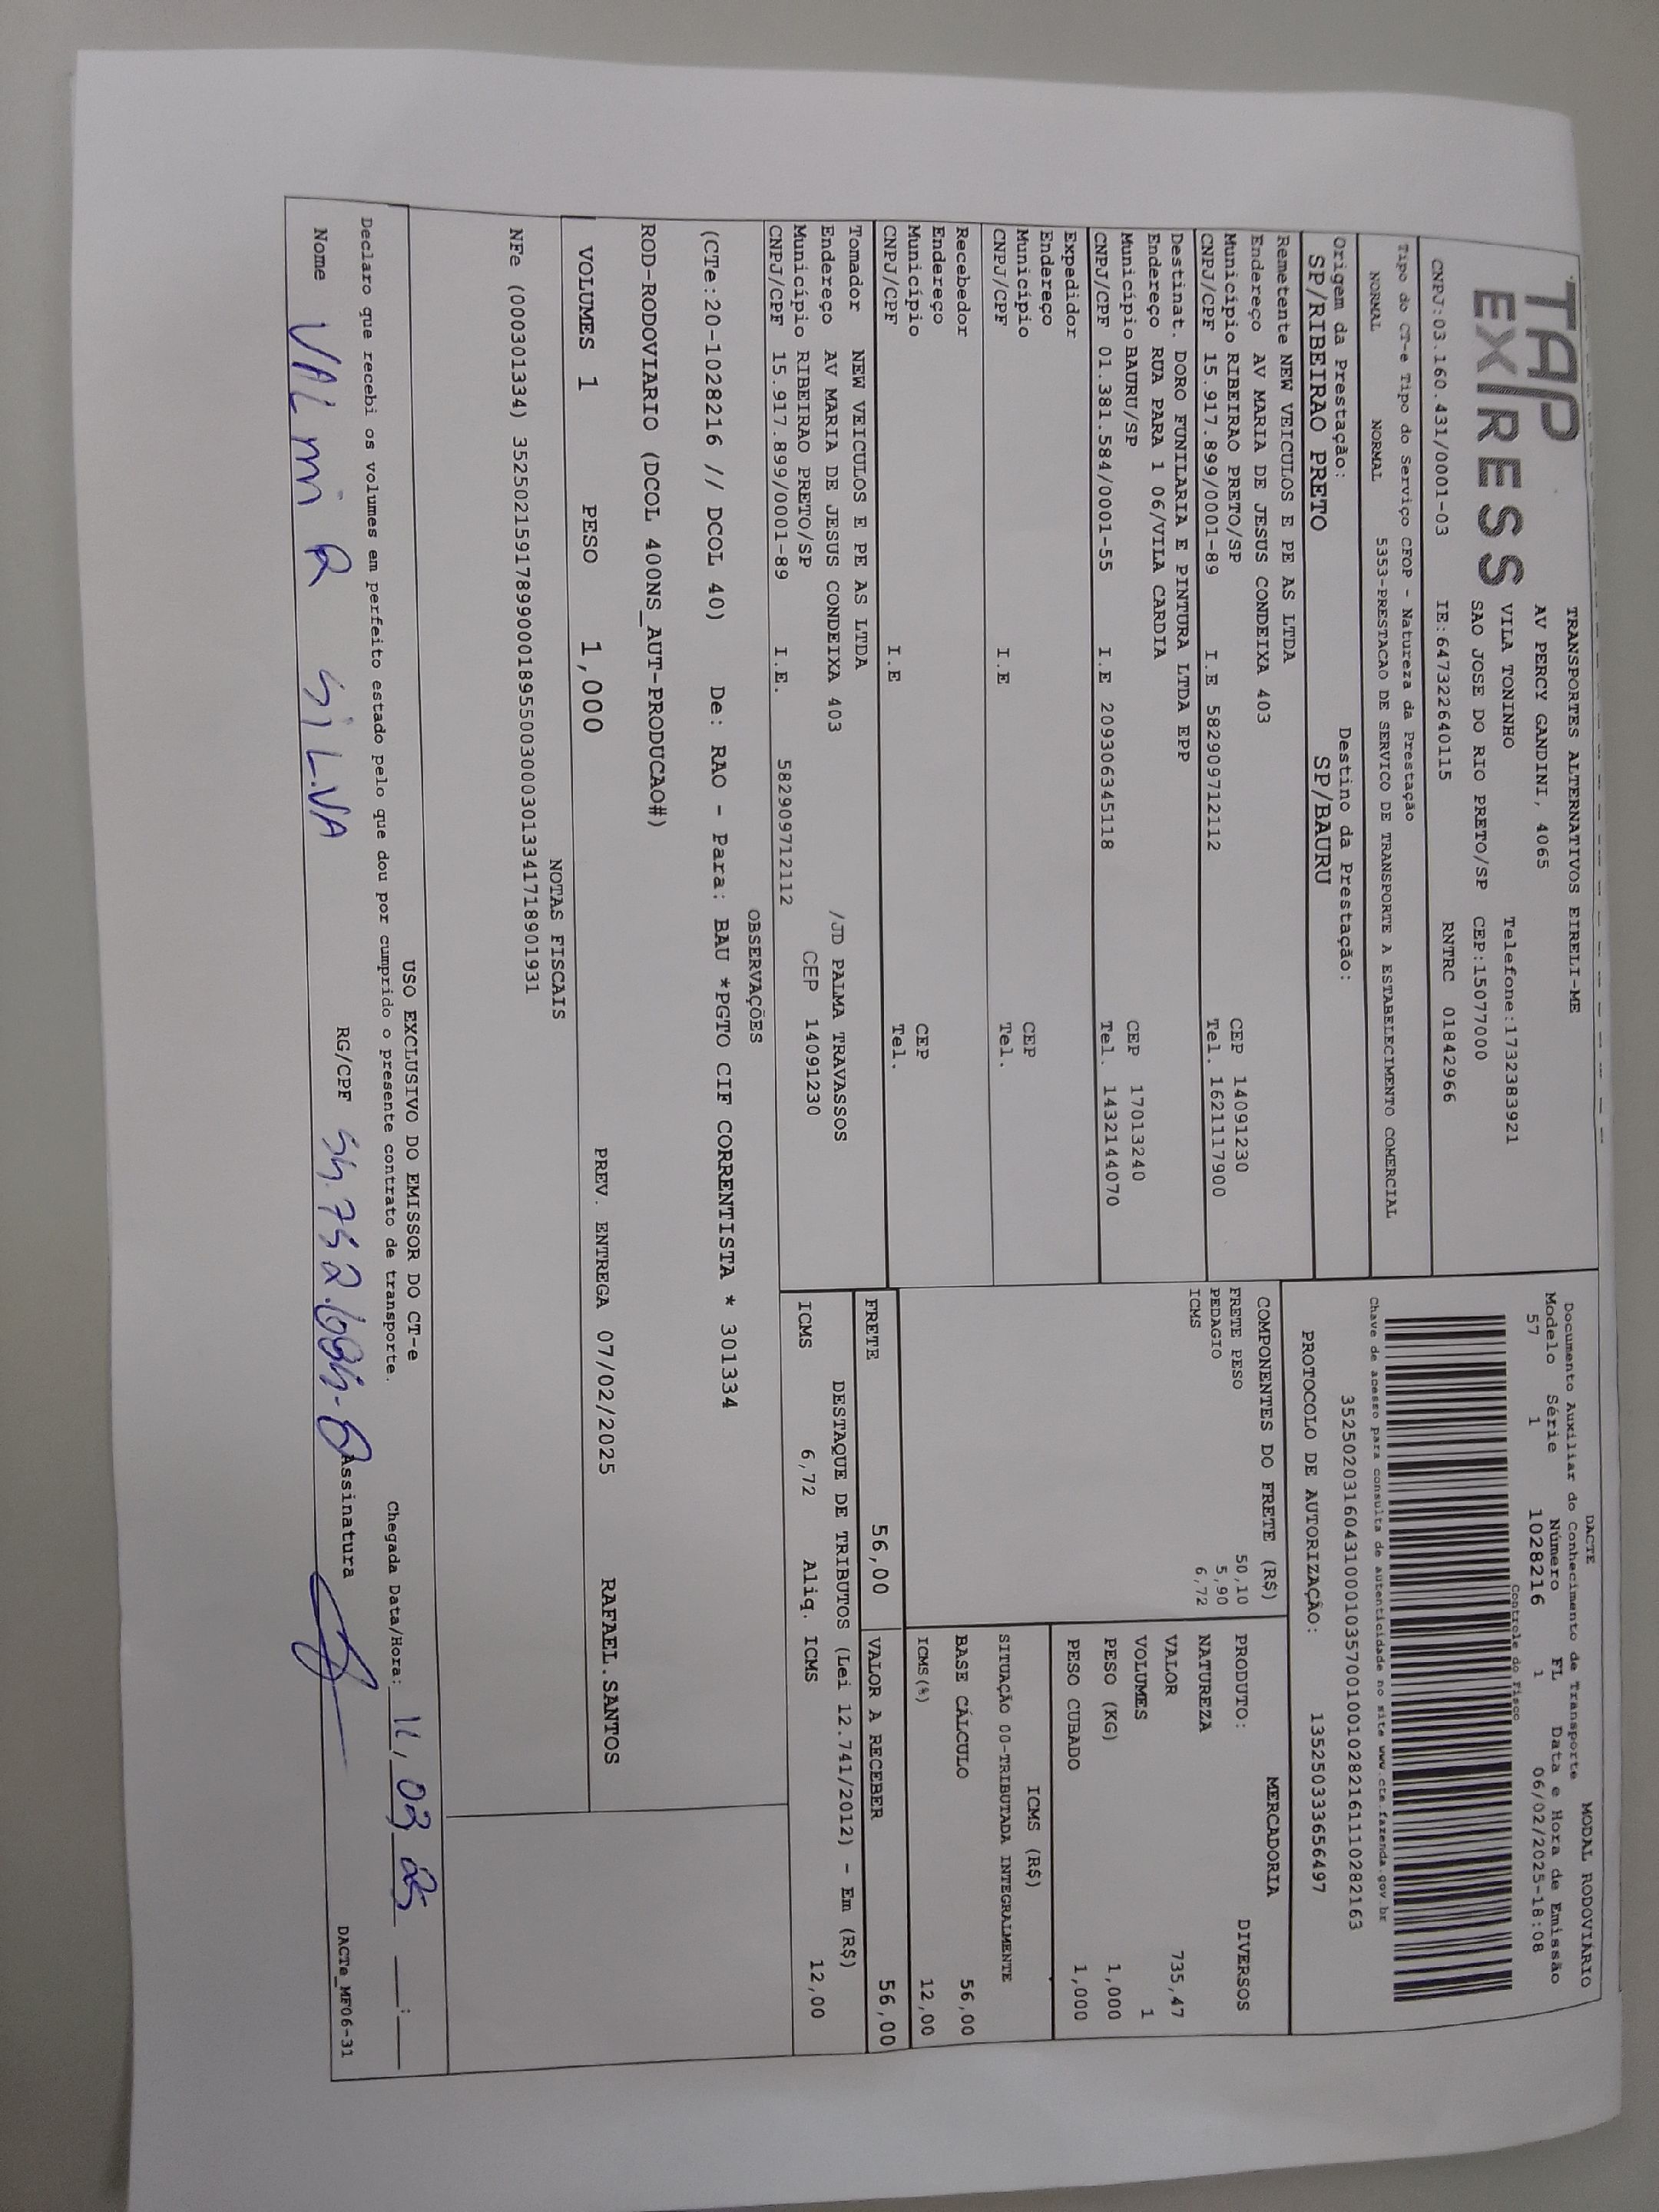 TAP
EXPRESS
TRANSPORTES ALTERNATIVOS EIRELI-ME
AV PERCY GANDINI, 4065
VILA TONINHO Telefone:1732383921
SAO JOSE DO RIO PRETO/SP CEP:15077000
CNPJ:03.160.431/0001-03 IE:647322640115 RNTRC 01842966
Tipo do CT-e Tipo do Serviço CFOP - Natureza da Prestação
NORMAL NORMAL 5353-PRESTACAO DE SERVICO DE TRANSPORTE A ESTABELECIMENTO COMERCIAL
Origem da Prestação: Destino da Prestação:
SP/RIBEIRAO PRETO SP/BAURU
DACTE MODAL RODOVIÁRIO
Documento Auxiliar do Conhecimento de Transporte
Modelo Série Número FL Data e Hora de Emissão
57 1 1028216 1 06/02/2025-18:08
Controle do Fisco
Chave de acesso para consulta de autenticidade no site www.cte.fazenda.gov.br
35250203160431000103570010010282161110282163
PROTOCOLO DE AUTORIZAÇÃO: 135250333656497
Remetente NEW VEICULOS E PE AS LTDA
Endereço AV MARIA DE JESUS CONDEIXA 403
Município RIBEIRAO PRETO/SP CEP 14091230
CNPJ/CPF 15.917.899/0001-89 I.E 582909712112 Tel. 1621117900
Destinat. DORO FUNILARIA E PINTURA LTDA EPP
Endereço RUA PARA 1 06/VILA CARDIA
Município BAURU/SP CEP 17013240
CNPJ/CPF 01.381.584/0001-55 I.E 209306345118 Tel. 1432144070
Expedidor
Endereço
Município CEP
CNPJ/CPF I.E Tel.
Recebedor
Endereço
Município CEP
CNPJ/CPF I.E Tel.
Tomador NEW VEICULOS E PE AS LTDA
Endereço AV MARIA DE JESUS CONDEIXA 403 /JD PALMA TRAVASSOS
Município RIBEIRAO PRETO/SP CEP 14091230
CNPJ/CPF 15.917.899/0001-89 I.E. 582909712112
COMPONENTES DO FRETE (R$)
FRETE PESO 50,10
PEDAGIO 5,90
ICMS 6,72
MERCADORIA
PRODUTO: DIVERSOS
NATUREZA
VALOR 735,47
VOLUMES 1
PESO (KG) 1,000
PESO CUBADO 1,000
ICMS (R$)
SITUAÇÃO 00-TRIBUTADA INTEGRALMENTE
BASE CÁLCULO 56,00
ICMS(%) 12,00
FRETE 56,00 VALOR A RECEBER 56,00
DESTAQUE DE TRIBUTOS (Lei 12.741/2012) - Em (R$)
ICMS 6,72 Aliq. ICMS 12,00
OBSERVAÇÕES
(CTe:20-1028216 // DCOL 40) De: RAO - Para: BAU *PGTO CIF CORRENTISTA * 301334
ROD-RODOVIARIO (DCOL 400NS_AUT-PRODUCAO#)
VOLUMES 1 PESO 1,000 PREV. ENTREGA 07/02/2025 RAFAEL.SANTOS
NOTAS FISCAIS
NFe (000301334) 35250215917899000189550030003013341718901931
USO EXCLUSIVO DO EMISSOR DO CT-e
Declaro que recebi os volumes em perfeito estado pelo que dou por cumprido o presente contrato de transporte. Chegada Data/Hora: 11, 02 25 __:__
Nome VALMIR SILVA RG/CPF Assinatura
DACTe_MF06-31